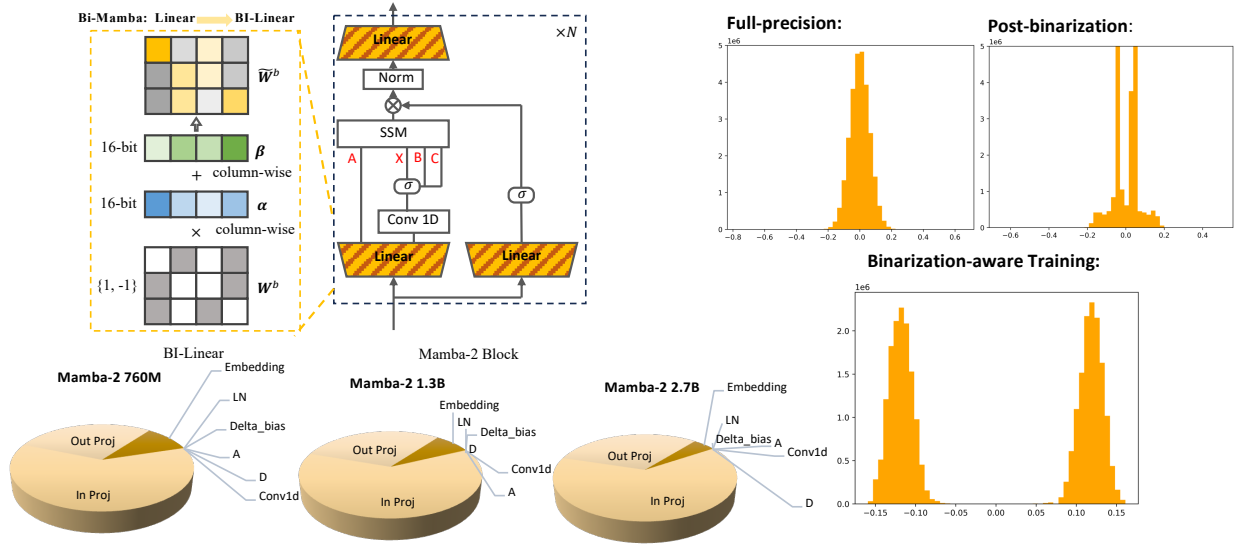 Bi-Mamba: Linear BI-Linear
W̃ᵇ
16-bit β
+ column-wise
16-bit α
× column-wise
{1, -1} Wᵇ
BI-Linear
×N
Linear
Norm
⊗
SSM
A X B C
σ
σ
Conv 1D
Linear Linear
Mamba-2 Block
Full-precision:
1e6
5
4
3
2
1
0
−0.8 −0.6 −0.4 −0.2 0.0 0.2 0.4 0.6
Post-binarization:
1e6
5
4
3
2
1
0
−0.8 −0.6 −0.4 −0.2 0.0 0.2 0.4
Binarization-aware Training:
1e6
2.0
1.5
1.0
0.5
0.0
−0.15 −0.10 −0.05 0.00 0.05 0.10 0.15
Mamba-2 760M
Embedding
LN
Delta_bias
A
D
Conv1d
Out Proj
In Proj
Mamba-2 1.3B
Embedding
LN
Delta_bias
D
Conv1d
A
Out Proj
In Proj
Mamba-2 2.7B
Embedding
LN
Delta_bias
A
Conv1d
D
Out Proj
In Proj